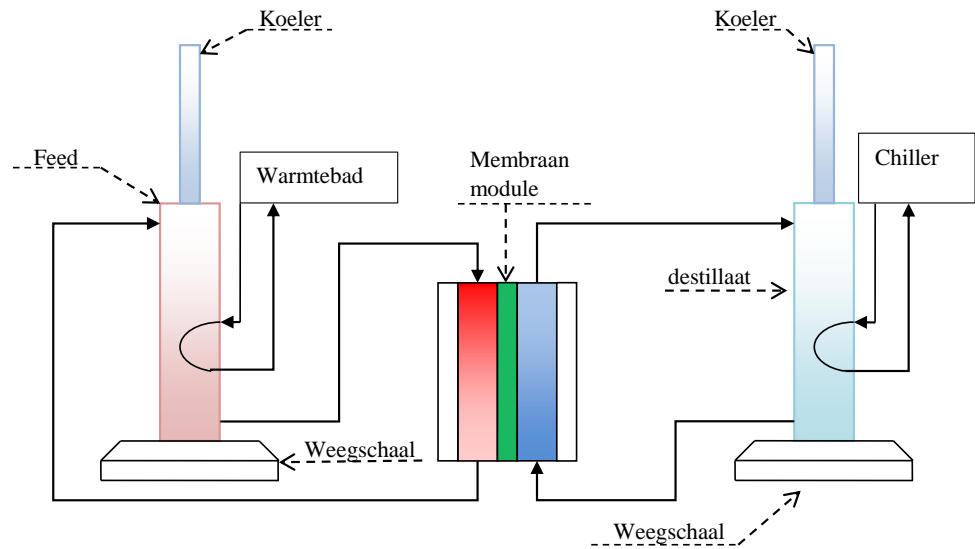 Koeler
Koeler
Feed
Warmtebad
Membraan
module
Chiller
destillaat
Weegschaal
Weegschaal